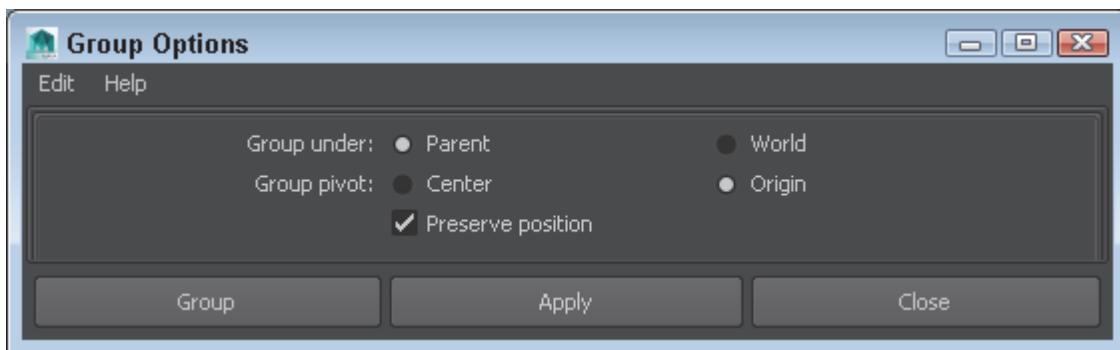 Group Options
Edit Help
Group under: Parent World
Group pivot: Center Origin
Preserve position
Group Apply Close